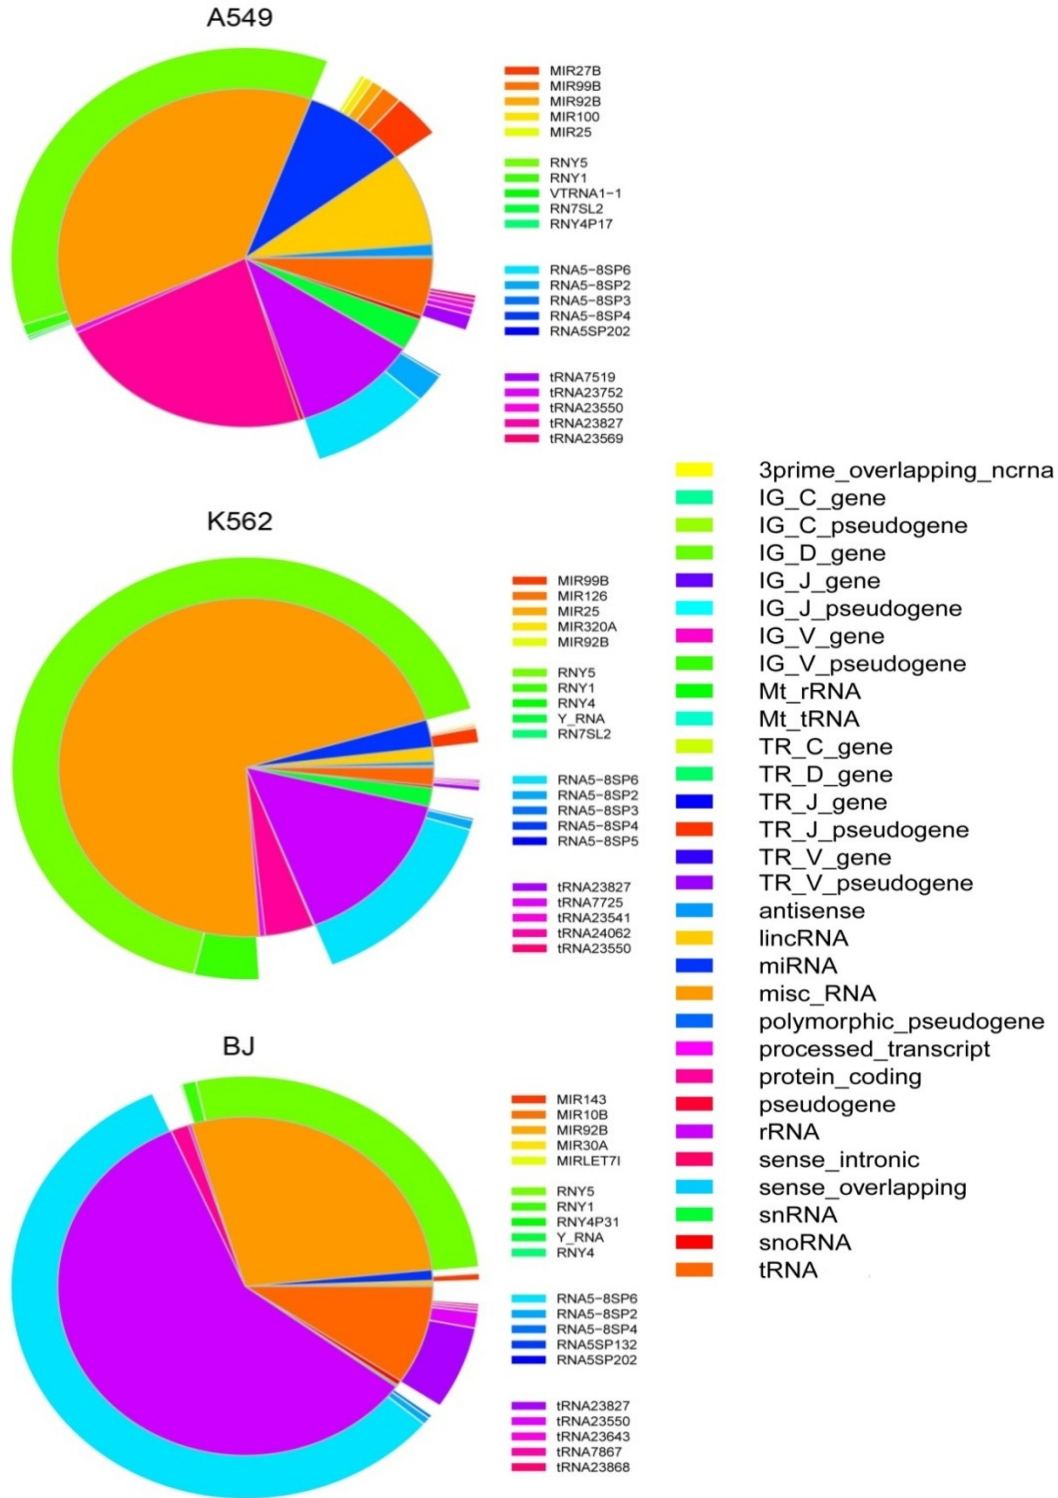 A549
MIR27B
MIR99B
MIR92B
MIR100
MIR25
RNY5
RNY1
VTRNA1-1
RN7SL2
RNY4P17
RNA5-8SP6
RNA5-8SP2
RNA5-8SP3
RNA5-8SP4
RNA5SP202
tRNA7519
tRNA23752
tRNA23550
tRNA23827
tRNA23569
K562
MIR99B
MIR126
MIR25
MIR320A
MIR92B
RNY5
RNY1
RNY4
Y_RNA
RN7SL2
RNA5-8SP6
RNA5-8SP2
RNA5-8SP3
RNA5-8SP4
RNA5-8SP5
tRNA23827
tRNA7725
tRNA23541
tRNA24062
tRNA23550
BJ
MIR143
MIR10B
MIR92B
MIR30A
MIRLET7I
RNY5
RNY1
RNY4P31
Y_RNA
RNY4
RNA5-8SP6
RNA5-8SP2
RNA5-8SP4
RNA5SP132
RNA5SP202
tRNA23827
tRNA23550
tRNA23643
tRNA7867
tRNA23868
3prime_overlapping_ncrna
IG_C_gene
IG_C_pseudogene
IG_D_gene
IG_J_gene
IG_J_pseudogene
IG_V_gene
IG_V_pseudogene
Mt_rRNA
Mt_tRNA
TR_C_gene
TR_D_gene
TR_J_gene
TR_J_pseudogene
TR_V_gene
TR_V_pseudogene
antisense
lincRNA
miRNA
misc_RNA
polymorphic_pseudogene
processed_transcript
protein_coding
pseudogene
rRNA
sense_intronic
sense_overlapping
snRNA
snoRNA
tRNA